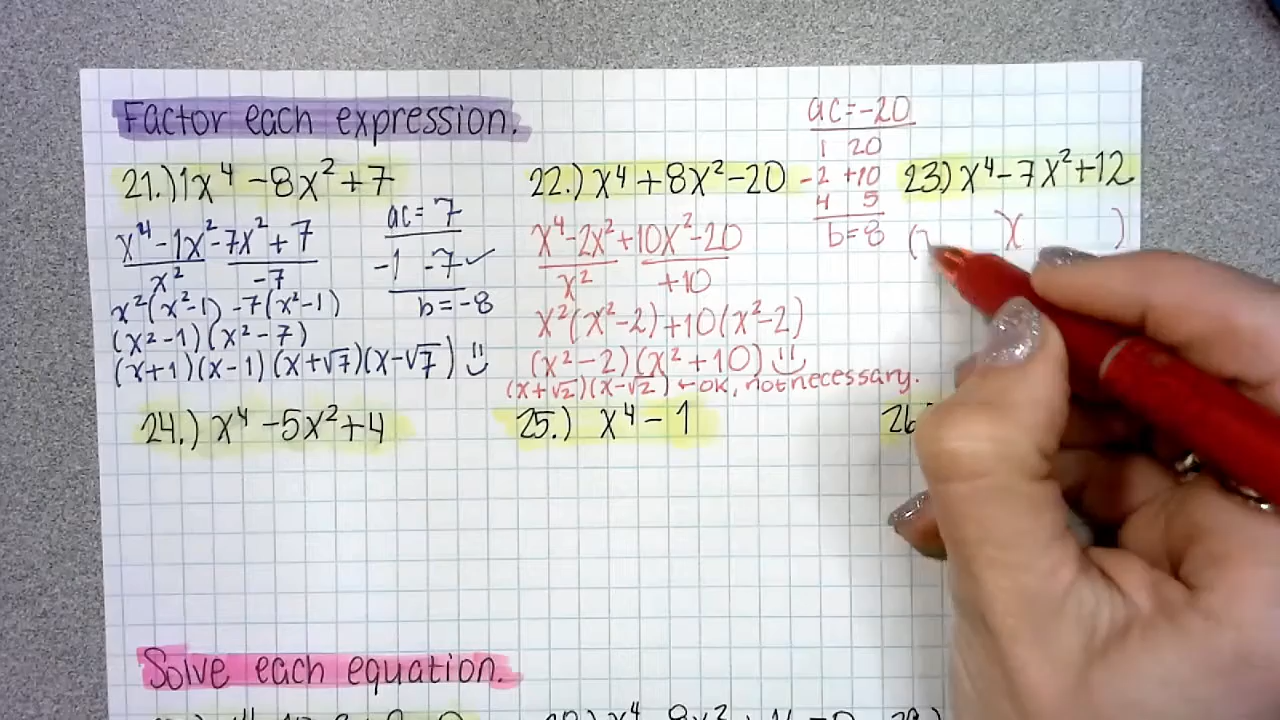 Factor each expression.
21.) 1x⁴ - 8x² + 7
x⁴ - 1x² - 7x² + 7
x² -7
x²(x² - 1) - 7(x² - 1)
(x² - 1)(x² - 7)
(x + 1)(x - 1)(x + √7)(x - √7)
ac = 7
-1 -7 ✓
b = -8
22.) x⁴ + 8x² - 20
x⁴ - 2x² + 10x² - 20
x² +10
x²(x² - 2) + 10(x² - 2)
(x² - 2)(x² + 10)
(x + √2)(x - √2) ← ok, not necessary.
ac = -20
1 20
-2 +10
4 5
b = 8
23) x⁴ - 7x² + 12
( )( )
24.) x⁴ - 5x² + 4
25.) x⁴ - 1
26
Solve each equation.